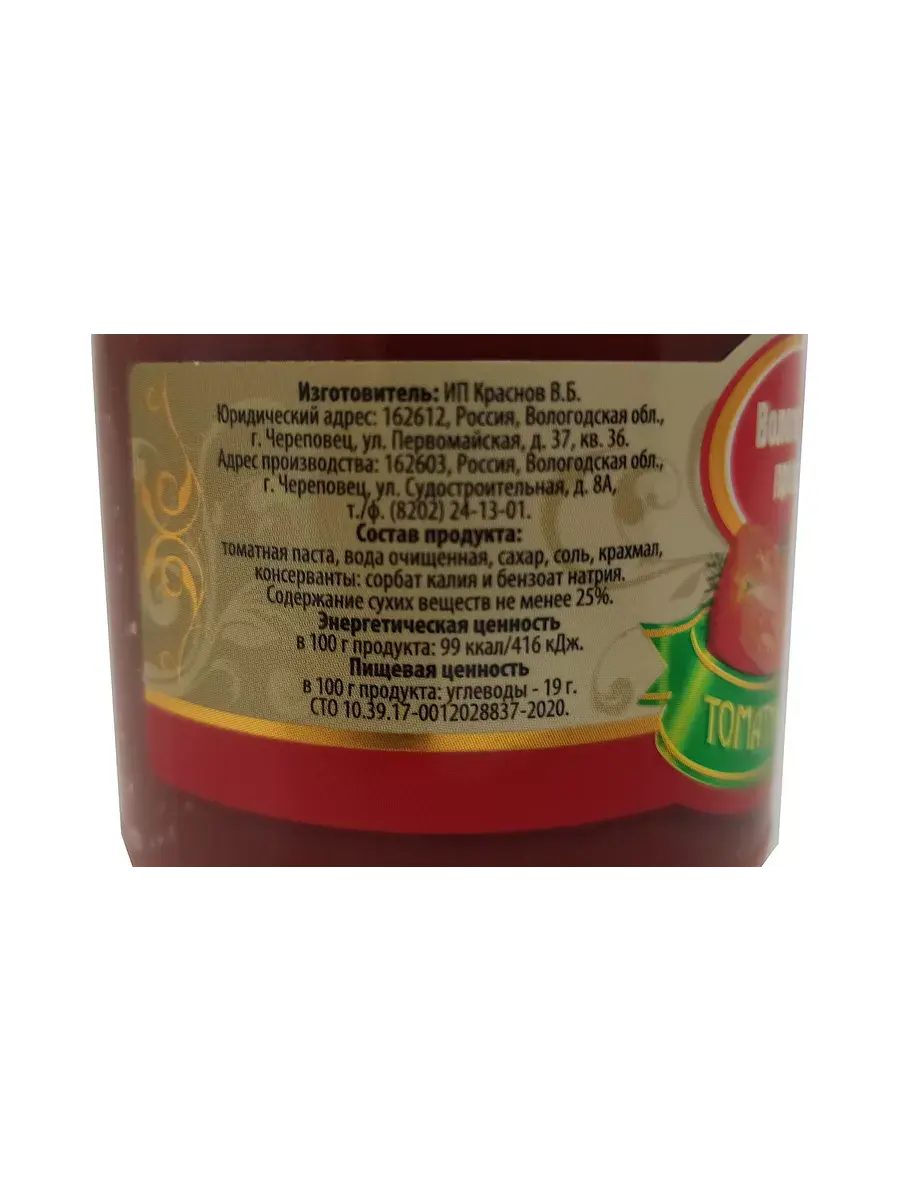 Изготовитель: ИП Краснов В.Б.
Юридический адрес: 162612, Россия, Вологодская обл.,
г. Череповец, ул. Первомайская, д. 37, кв. 36.
Адрес производства: 162603, Россия, Вологодская обл.,
г. Череповец, ул. Судостроительная, д. 8А,
т./ф. (8202) 24-13-01.
Состав продукта:
томатная паста, вода очищенная, сахар, соль, крахмал,
консерванты: сорбат калия и бензоат натрия.
Содержание сухих веществ не менее 25%.
Энергетическая ценность
в 100 г продукта: 99 ккал/416 кДж.
Пищевая ценность
в 100 г продукта: углеводы - 19 г.
СТО 10.39.17-0012028837-2020.